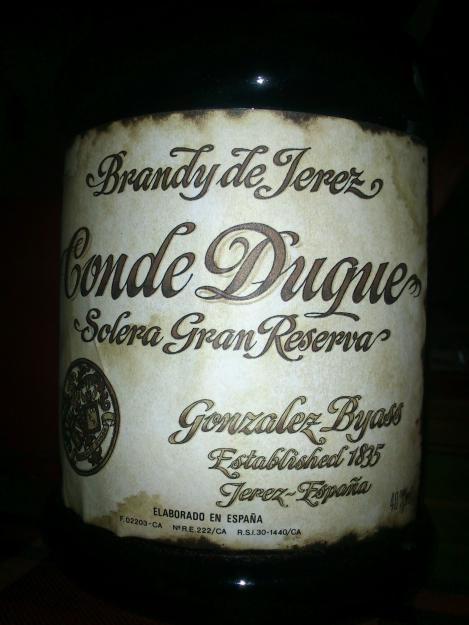 Brandy de Jerez
Conde Duque
Solera Gran Reserva
Gonzalez Byass
Established 1835
Jerez-España
ELABORADO EN ESPAÑA
F.02203-CA NºR.E.222/CA R.S.I.30-1440/CA